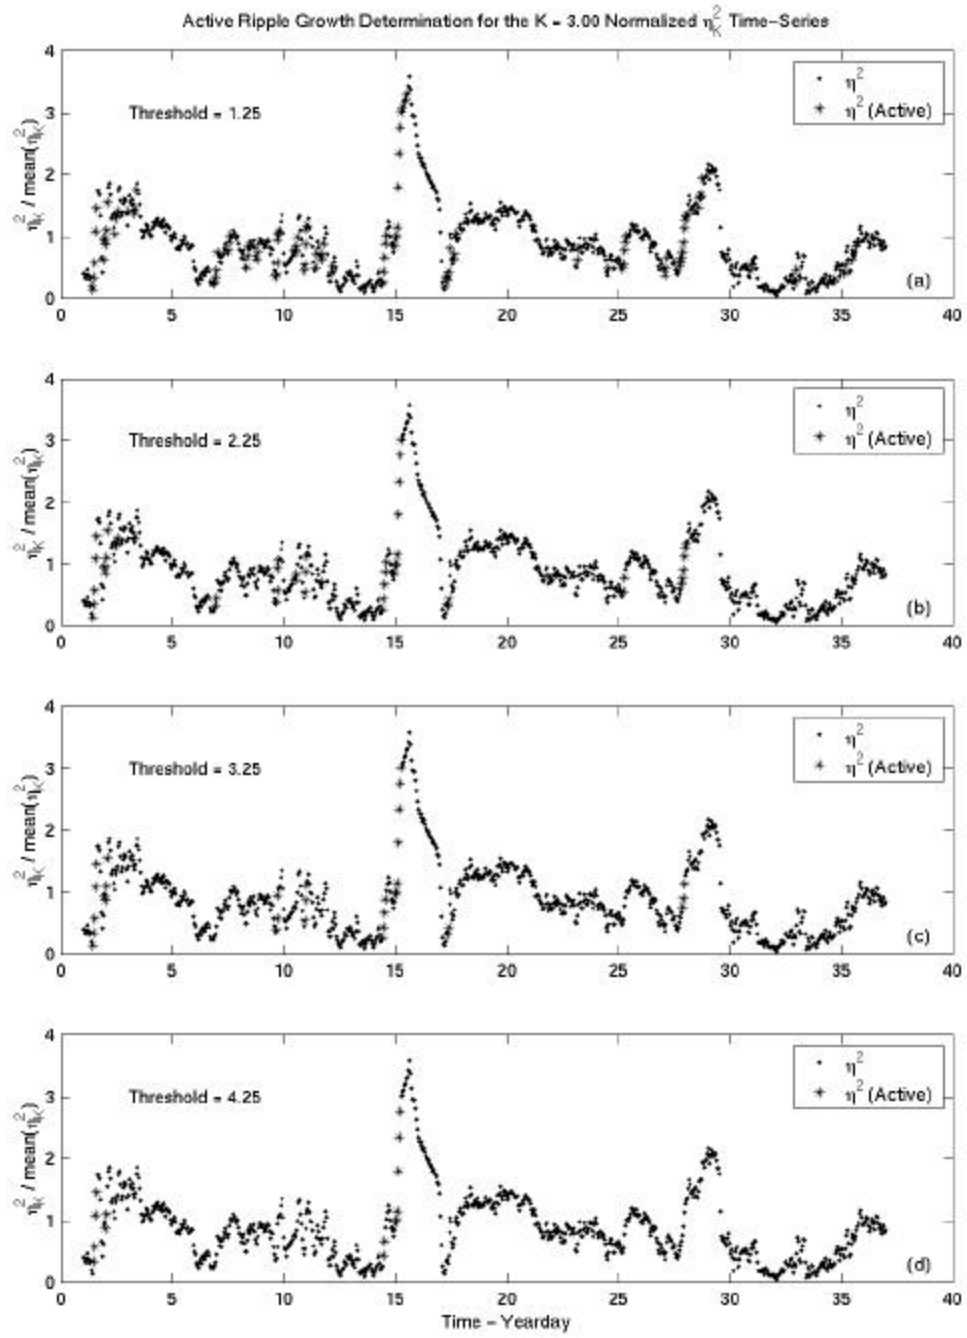 Active Ripple Growth Determination for the K = 3.00 Normalized η²K Time-Series
4
3
2
1
0
η²K / mean(η²K)
Threshold = 1.25
η²
η² (Active)
(a)
0 5 10 15 20 25 30 35 40
4
3
2
1
0
η²K / mean(η²K)
Threshold = 2.25
η²
η² (Active)
(b)
0 5 10 15 20 25 30 35 40
4
3
2
1
0
η²K / mean(η²K)
Threshold = 3.25
η²
η² (Active)
(c)
0 5 10 15 20 25 30 35 40
4
3
2
1
0
η²K / mean(η²K)
Threshold = 4.25
η²
η² (Active)
(d)
0 5 10 15 20 25 30 35 40
Time - Yearday